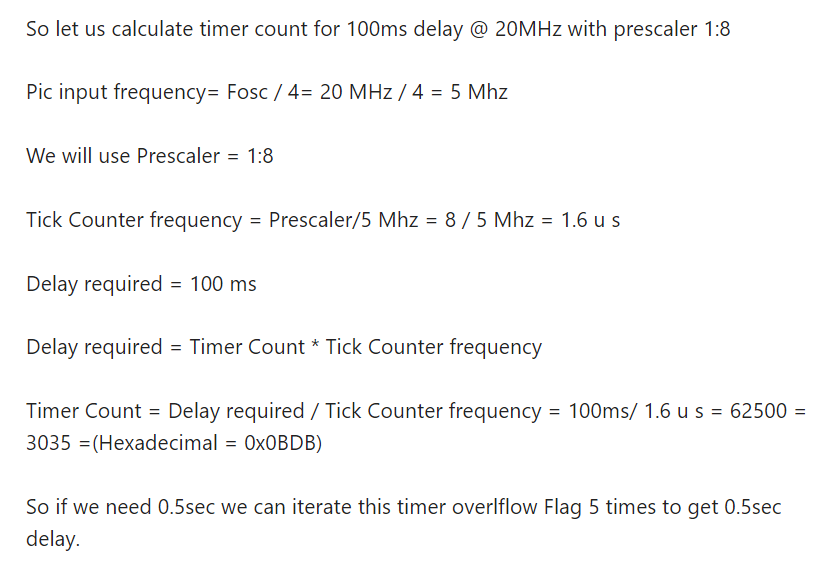 So let us calculate timer count for 100ms delay @ 20MHz with prescaler 1:8
Pic input frequency= Fosc / 4= 20 MHz / 4 = 5 Mhz
We will use Prescaler = 1:8
Tick Counter frequency = Prescaler/5 Mhz = 8 / 5 Mhz = 1.6 u s
Delay required = 100 ms
Delay required = Timer Count * Tick Counter frequency
Timer Count = Delay required / Tick Counter frequency = 100ms/ 1.6 u s = 62500 =
3035 =(Hexadecimal = 0x0BDB)
So if we need 0.5sec we can iterate this timer overlflow Flag 5 times to get 0.5sec
delay.